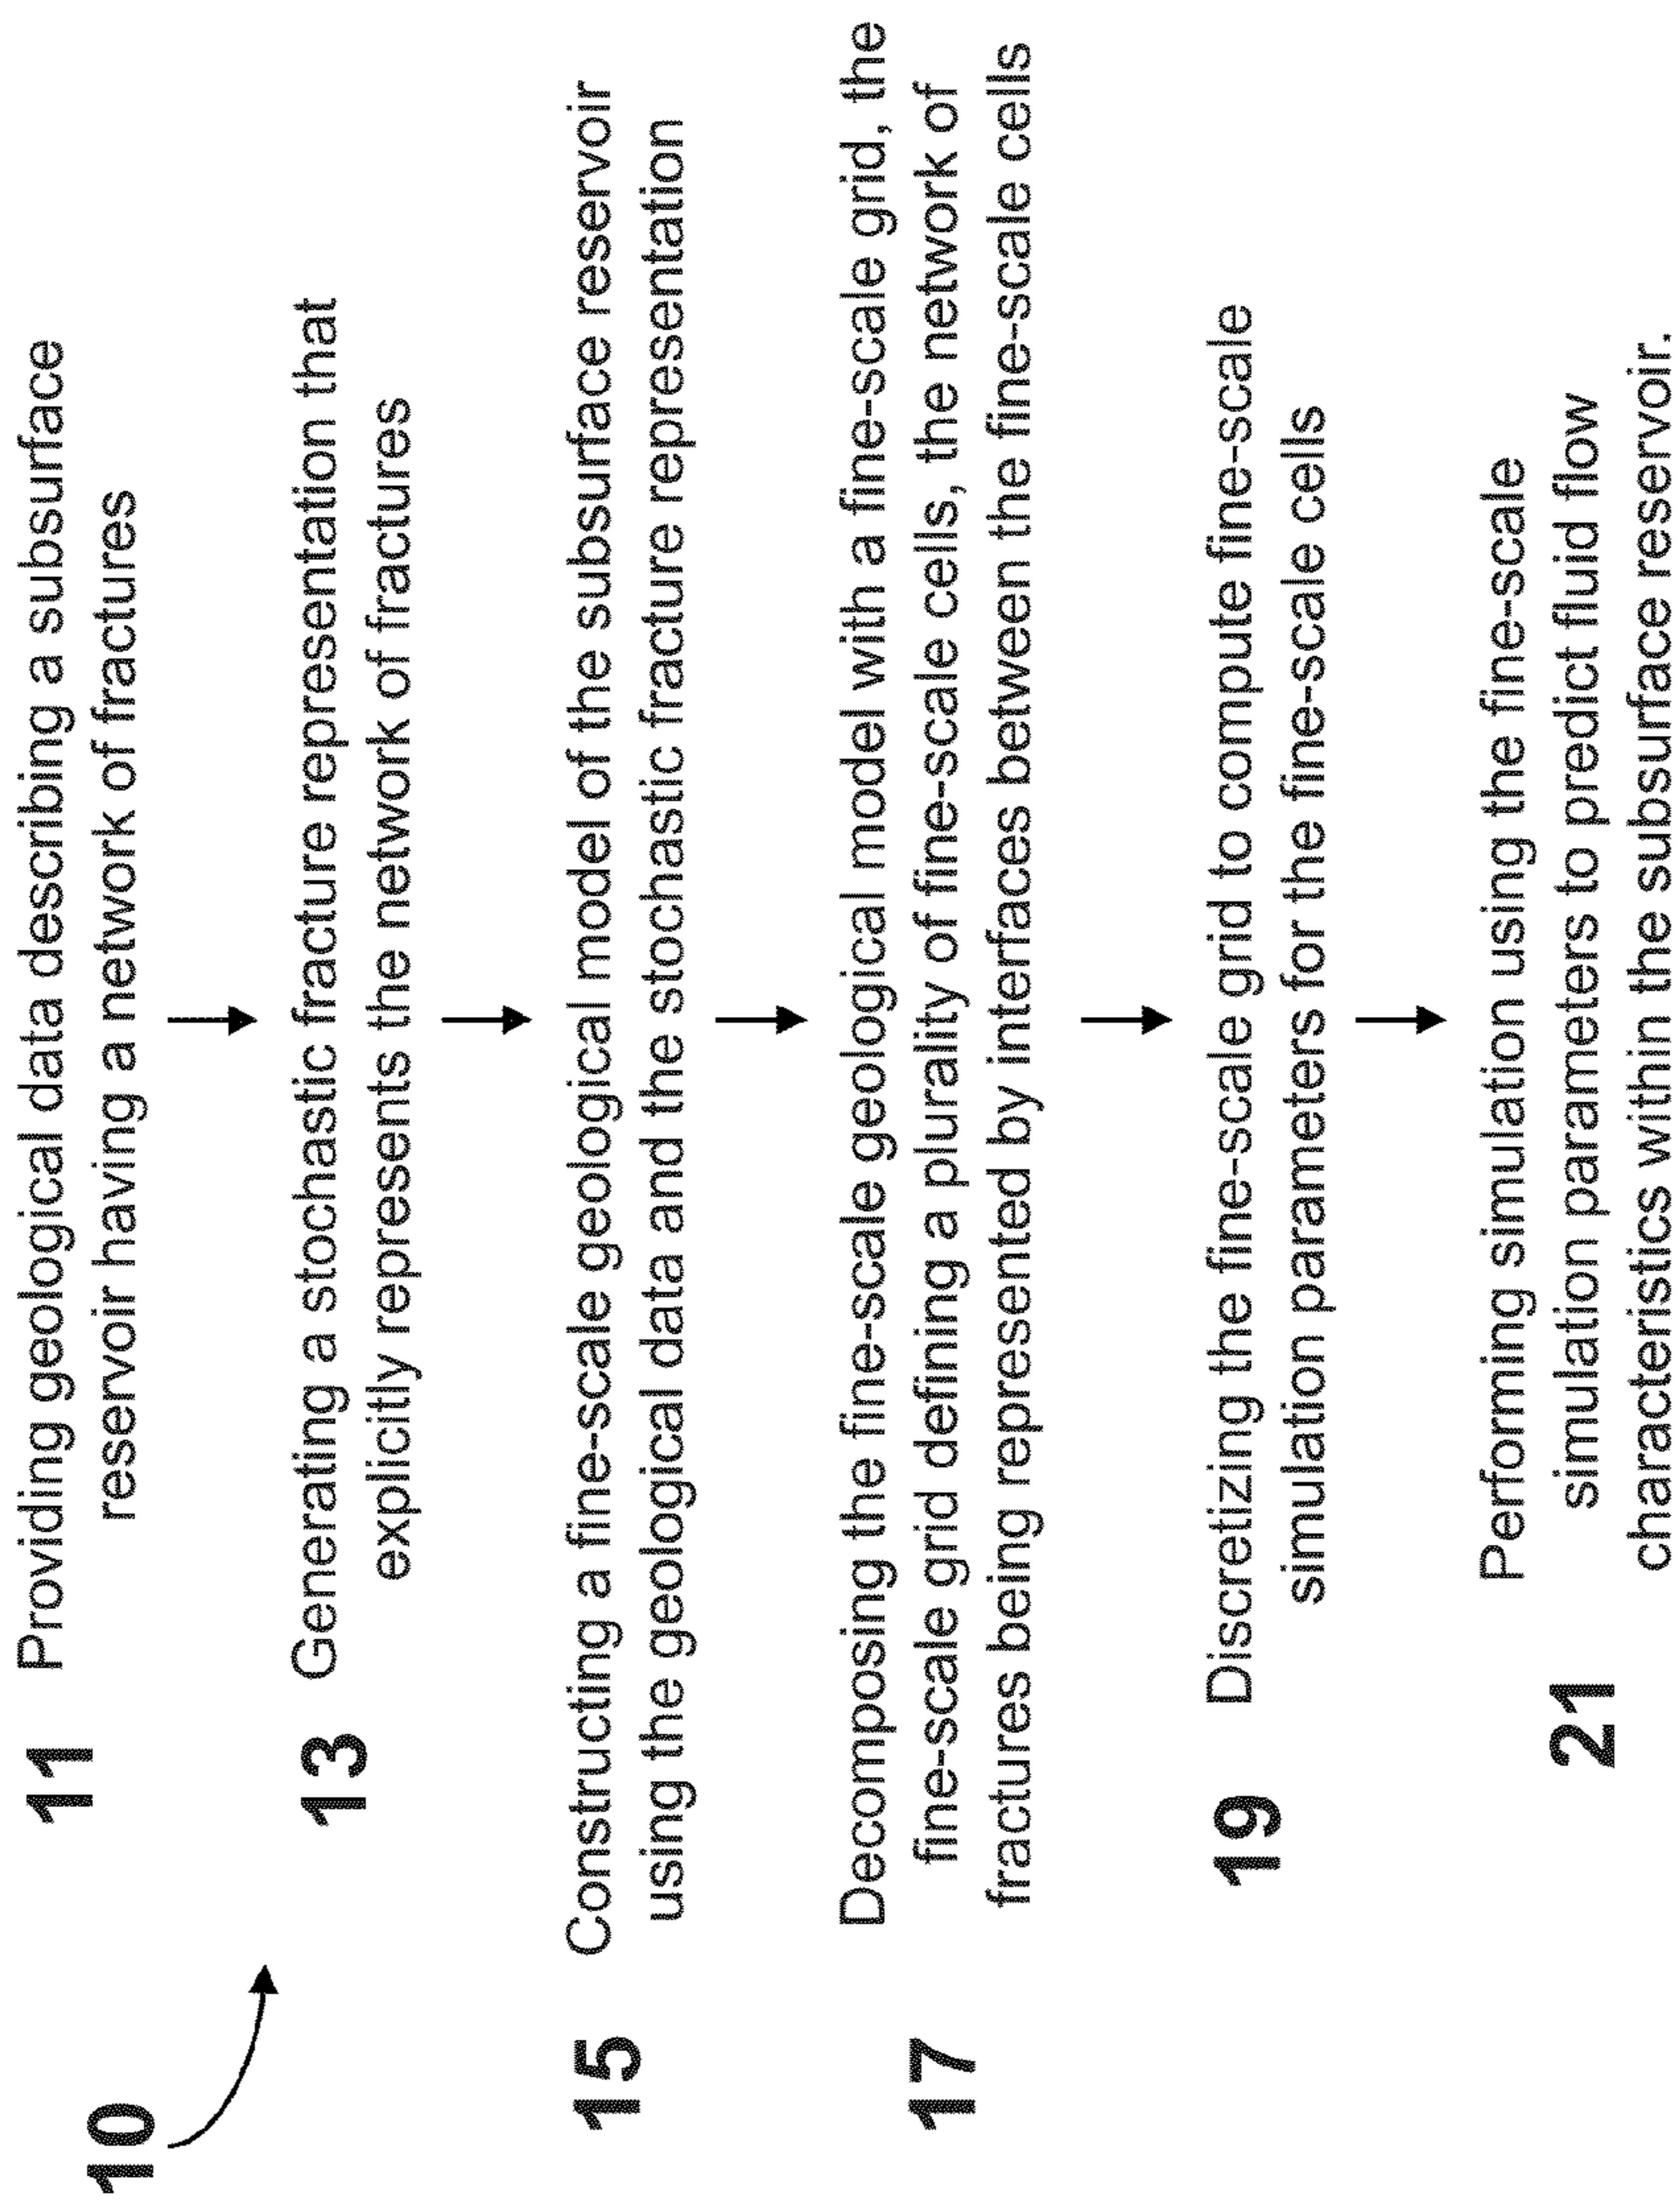 10
11 Providing geological data describing a subsurface
reservoir having a network of fractures
13 Generating a stochastic fracture representation that
explicitly represents the network of fractures
15 Constructing a fine-scale geological model of the subsurface reservoir
using the geological data and the stochastic fracture representation
17 Decomposing the fine-scale geological model with a fine-scale grid, the
fine-scale grid defining a plurality of fine-scale cells, the network of
fractures being represented by interfaces between the fine-scale cells
19 Discretizing the fine-scale grid to compute fine-scale
simulation parameters for the fine-scale cells
Performing simulation using the fine-scale
21 simulation parameters to predict fluid flow
characteristics within the subsurface reservoir.